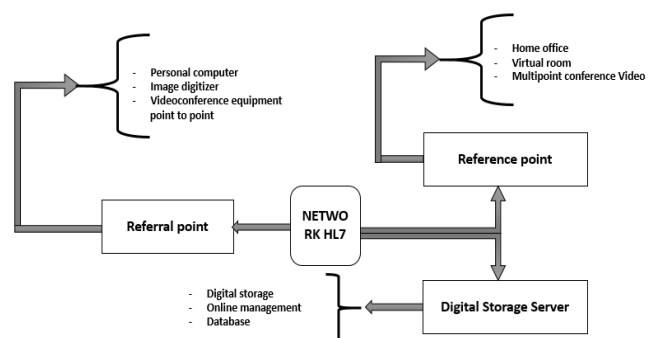 - Home office
- Virtual room
- Multipoint conference Video
- Personal computer
- Image digitizer
- Videoconference equipment
point to point
Reference point
NETWO
RK HL7
Referral point
- Digital storage
- Online management
- Database
Digital Storage Server